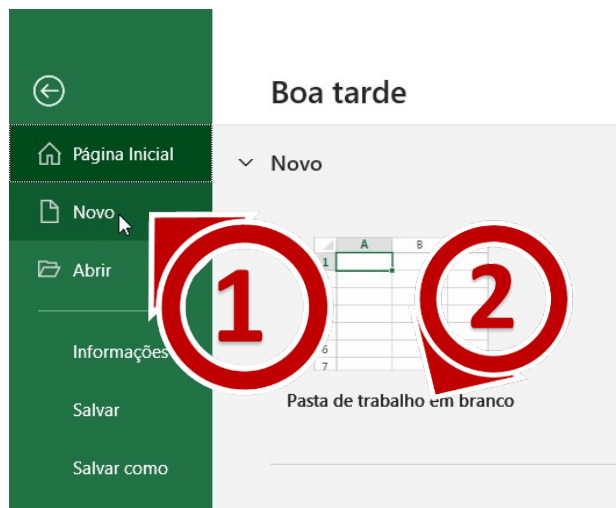 Boa tarde
Página Inicial
Novo
Novo
Abrir
Informações
Salvar
Salvar como
1
A B
1
6
7
2
Pasta de trabalho em branco